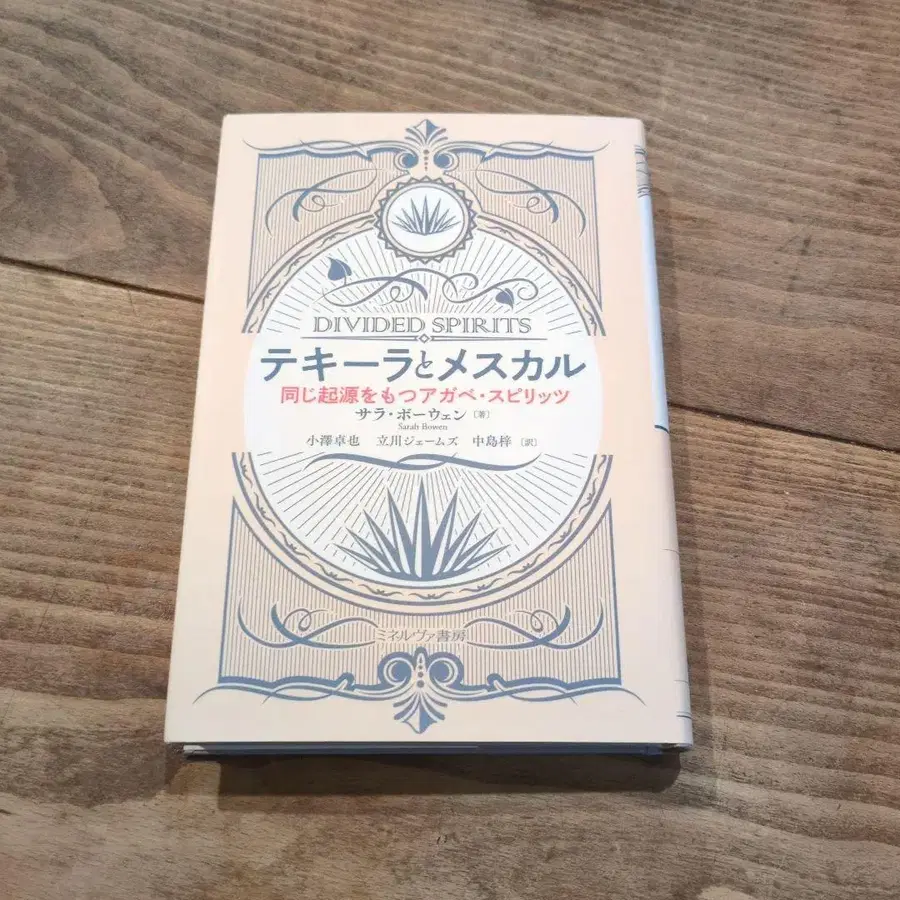 DIVIDED SPIRITS
テキーラとメスカル
同じ起源をもつアガベ・スピリッツ
サラ・ボーウェン〔著〕
Sarah Bowen
小澤卓也 立川ジェームズ 中島梓〔訳〕
ミネルヴァ書房